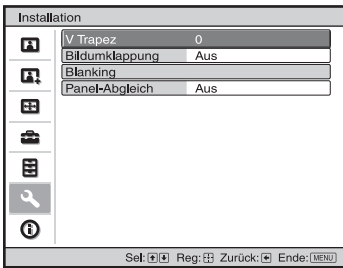 Installation
V Trapez 0
Bildumklappung Aus
Blanking
Panel-Abgleich Aus
Sel: Reg: Zurück: Ende: MENU